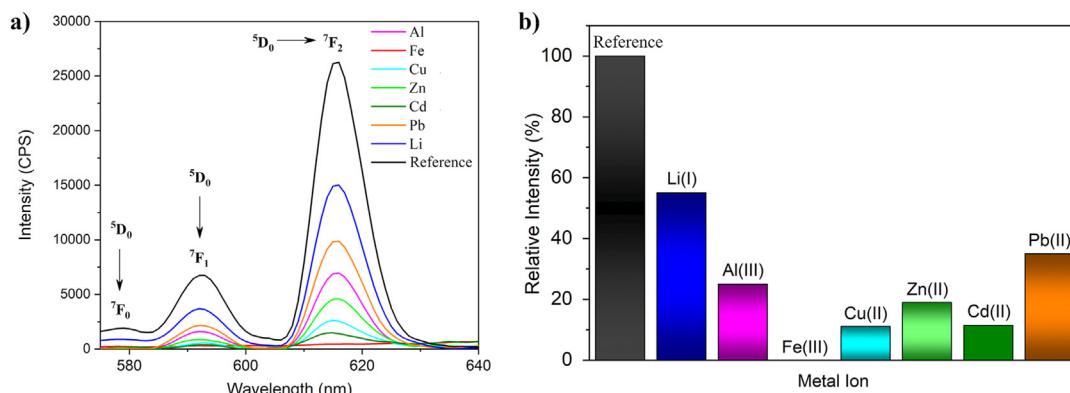 a)
30000
25000
20000
15000
10000
5000
0
Intensity (CPS)
580
600
620
640
Wavelength (nm)
⁵D₀
⁷F₀
⁵D₀
⁷F₁
⁵D₀ → ⁷F₂
Al
Fe
Cu
Zn
Cd
Pb
Li
Reference
b)
100
80
60
40
20
0
Relative Intensity (%)
Reference
Li(I)
Al(III)
Fe(III)
Cu(II)
Zn(II)
Cd(II)
Pb(II)
Metal Ion